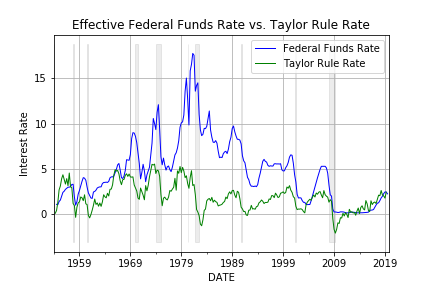 Effective Federal Funds Rate vs. Taylor Rule Rate
Federal Funds Rate
Taylor Rule Rate
Interest Rate
15
10
5
0
1959
1969
1979
1989
1999
2009
2019
DATE